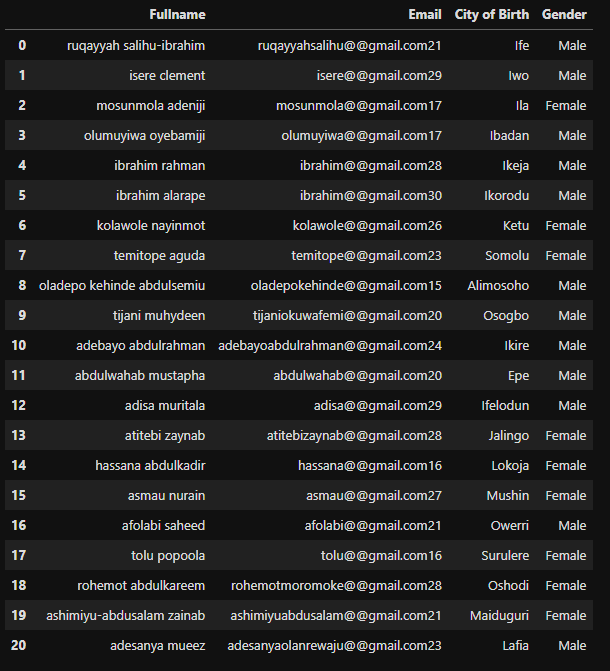 Fullname Email City of Birth Gender
0 ruqayyah salihu-ibrahim ruqayyahsalihu@@gmail.com21 Ife Male
1 isere clement isere@@gmail.com29 Iwo Male
2 mosunmola adeniji mosunmola@@gmail.com17 Ila Female
3 olumuyiwa oyebamiji olumuyiwa@@gmail.com17 Ibadan Male
4 ibrahim rahman ibrahim@@gmail.com28 Ikeja Male
5 ibrahim alarape ibrahim@@gmail.com30 Ikorodu Male
6 kolawole nayinmot kolawole@@gmail.com26 Ketu Female
7 temitope aguda temitope@@gmail.com23 Somolu Female
8 oladepo kehinde abdulsemiu oladepokehinde@@gmail.com15 Alimosoho Male
9 tijani muhydeen tijaniokuwafemi@@gmail.com20 Osogbo Male
10 adebayo abdulrahman adebayoabdulrahman@@gmail.com24 Ikire Male
11 abdulwahab mustapha abdulwahab@@gmail.com20 Epe Male
12 adisa muritala adisa@@gmail.com29 Ifelodun Male
13 atitebi zaynab atitebizaynab@@gmail.com28 Jalingo Female
14 hassana abdulkadir hassana@@gmail.com16 Lokoja Female
15 asmau nurain asmau@@gmail.com27 Mushin Female
16 afolabi saheed afolabi@@gmail.com21 Owerri Male
17 tolu popoola tolu@@gmail.com16 Surulere Female
18 rohemot abdulkareem rohemotmoromoke@@gmail.com28 Oshodi Female
19 ashimiyu-abdusalam zainab ashimiyuabdusalam@@gmail.com21 Maiduguri Female
20 adesanya mueez adesanyaolanrewaju@@gmail.com23 Lafia Male